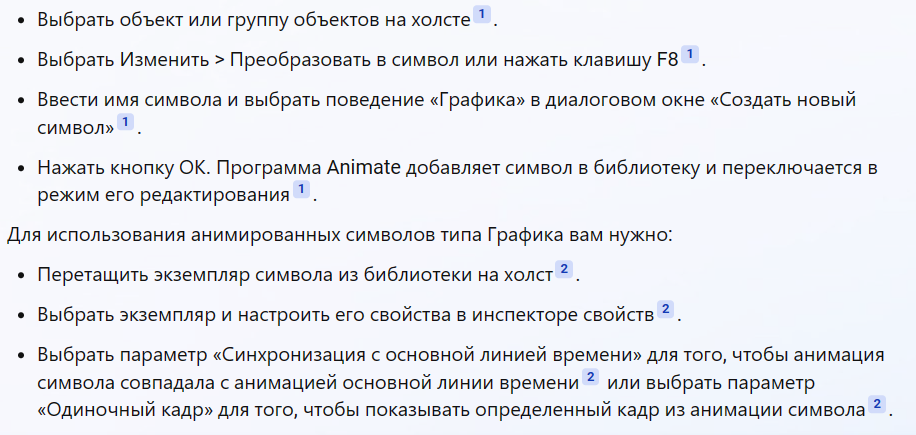 • Выбрать объект или группу объектов на холсте 1 .
• Выбрать Изменить > Преобразовать в символ или нажать клавишу F8 1 .
• Ввести имя символа и выбрать поведение «Графика» в диалоговом окне «Создать новый
символ» 1 .
• Нажать кнопку ОК. Программа Animate добавляет символ в библиотеку и переключается в
режим его редактирования 1 .
Для использования анимированных символов типа Графика вам нужно:
• Перетащить экземпляр символа из библиотеки на холст 2 .
• Выбрать экземпляр и настроить его свойства в инспекторе свойств 2 .
• Выбрать параметр «Синхронизация с основной линией времени» для того, чтобы анимация
символа совпадала с анимацией основной линии времени 2 или выбрать параметр
«Одиночный кадр» для того, чтобы показывать определенный кадр из анимации символа 2 .